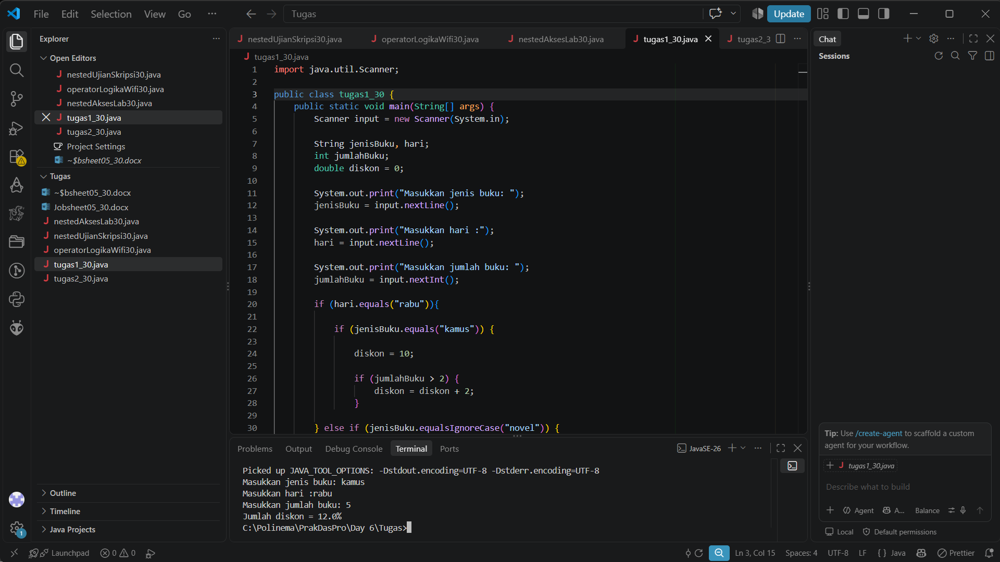 File Edit Selection View Go ···
Tugas
Update
Explorer
Open Editors
nestedUjianSkripsi30.java
operatorLogikaWifi30.java
nestedAksesLab30.java
tugas1_30.java
tugas2_30.java
Project Settings
~$bsheet05_30.docx
Tugas
~$bsheet05_30.docx
Jobsheet05_30.docx
nestedAksesLab30.java
nestedUjianSkripsi30.java
operatorLogikaWifi30.java
tugas1_30.java
tugas2_30.java
Outline
Timeline
Java Projects
1
nestedUjianSkripsi30.java operatorLogikaWifi30.java nestedAksesLab30.java tugas1_30.java tugas2_3
tugas1_30.java
1 import java.util.Scanner;
2
3 public class tugas1_30 {
4 public static void main(String[] args) {
5 Scanner input = new Scanner(System.in);
6
7 String jenisBuku, hari;
8 int jumlahBuku;
9 double diskon = 0;
10
11 System.out.print("Masukkan jenis buku: ");
12 jenisBuku = input.nextLine();
13
14 System.out.print("Masukkan hari :");
15 hari = input.nextLine();
16
17 System.out.print("Masukkan jumlah buku: ");
18 jumlahBuku = input.nextInt();
19
20 if (hari.equals("rabu")){
21
22 if (jenisBuku.equals("kamus")) {
23
24 diskon = 10;
25
26 if (jumlahBuku > 2) {
27 diskon = diskon + 2;
28 }
29
30 } else if (jenisBuku.equalsIgnoreCase("novel")) {
Problems Output Debug Console Terminal Ports
JavaSE-26
Picked up JAVA_TOOL_OPTIONS: -Dstdout.encoding=UTF-8 -Dstderr.encoding=UTF-8
Masukkan jenis buku: kamus
Masukkan hari :rabu
Masukkan jumlah buku: 5
Jumlah diskon = 12.0%
C:\Polinema\PrakDasPro\Day 6\Tugas>
Chat
Sessions
Tip: Use /create-agent to scaffold a custom
agent for your workflow.
tugas1_30.java
Describe what to build
Agent A... Balance
Local Default permissions
Launchpad 0 0
Ln 3, Col 15 Spaces: 4 UTF-8 LF {} Java Prettier